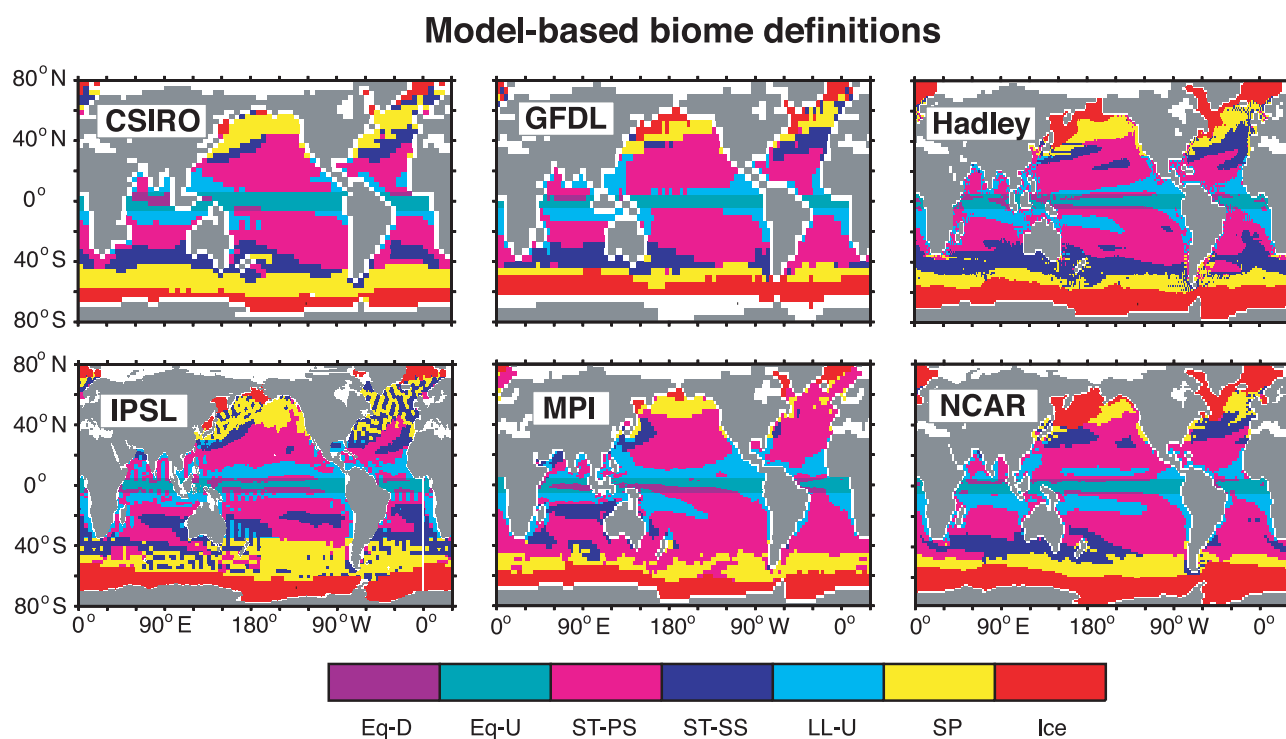 Model-based biome definitions
80°N
40°N
0°
40°S
80°S
CSIRO
GFDL
Hadley
80°N
40°N
0°
40°S
80°S
IPSL
MPI
NCAR
0° 90°E 180° 90°W 0°
0° 90°E 180° 90°W 0°
0° 90°E 180° 90°W 0°
Eq-D Eq-U ST-PS ST-SS LL-U SP Ice